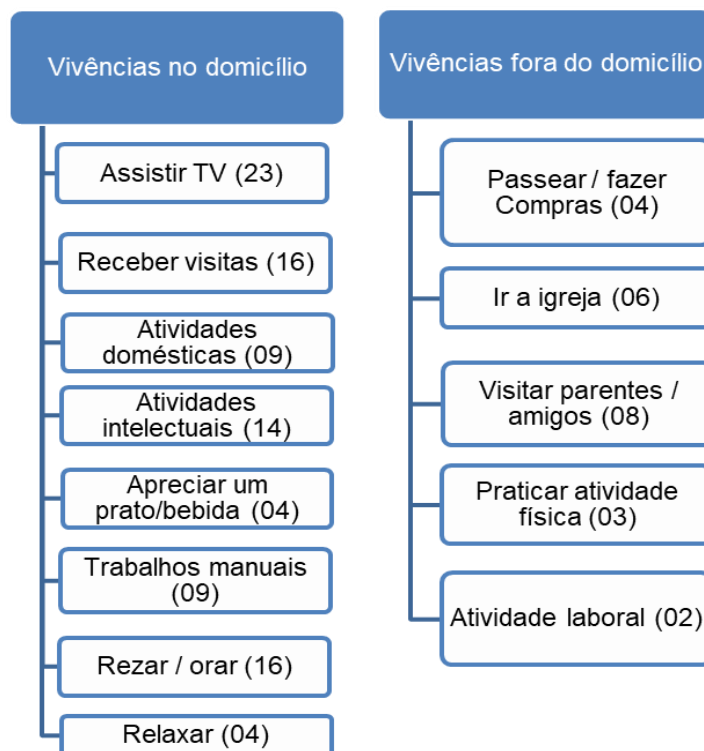 Vivências no domicílio
Assistir TV (23)
Receber visitas (16)
Atividades
domésticas (09)
Atividades
intelectuais (14)
Apreciar um
prato/bebida (04)
Trabalhos manuais
(09)
Rezar / orar (16)
Relaxar (04)
Vivências fora do domicílio
Passear / fazer
Compras (04)
Ir a igreja (06)
Visitar parentes /
amigos (08)
Praticar atividade
física (03)
Atividade laboral (02)